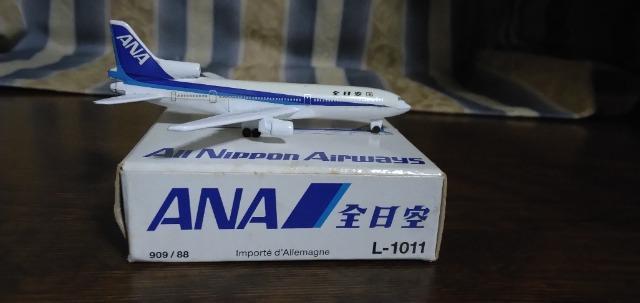 ANA
全日空
All Nippon Airways
ANA 全日空
909 / 88 Importé d'Allemagne L-1011